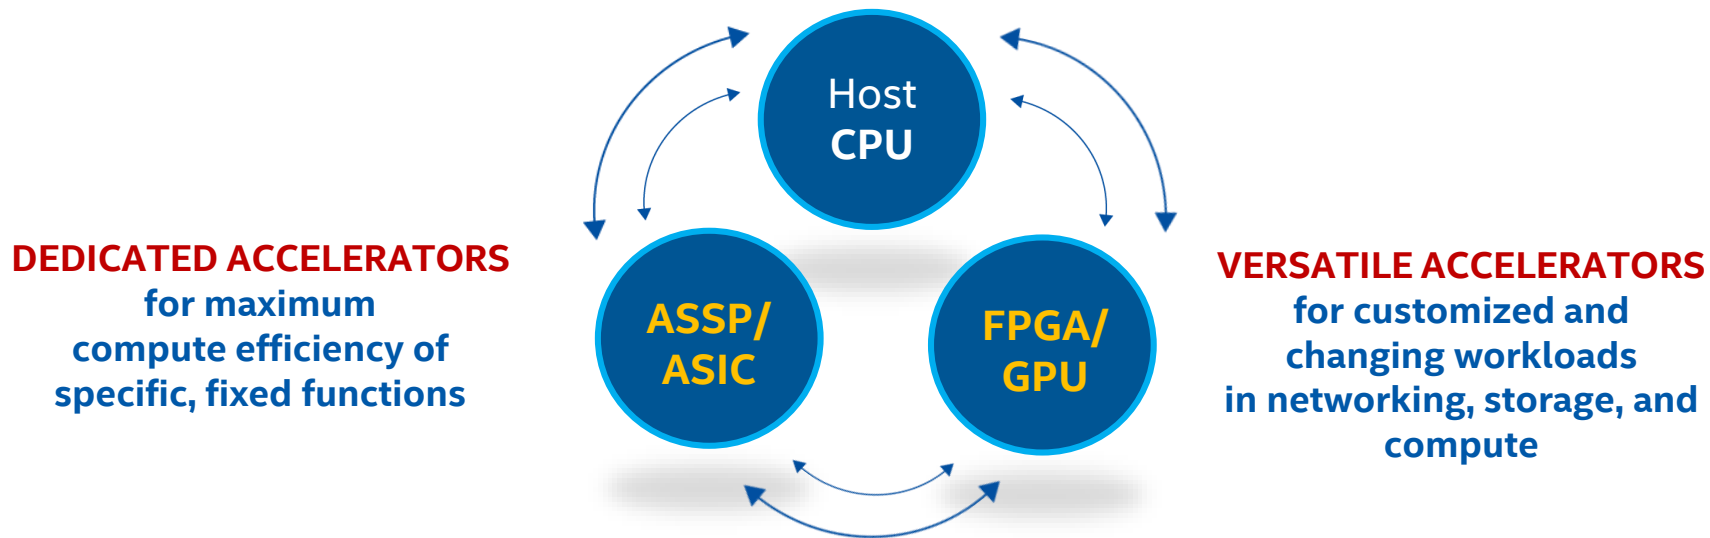 Host
CPU
DEDICATED ACCELERATORS
for maximum
compute efficiency of
specific, fixed functions
ASSP/
ASIC
FPGA/
GPU
VERSATILE ACCELERATORS
for customized and
changing workloads
in networking, storage, and
compute